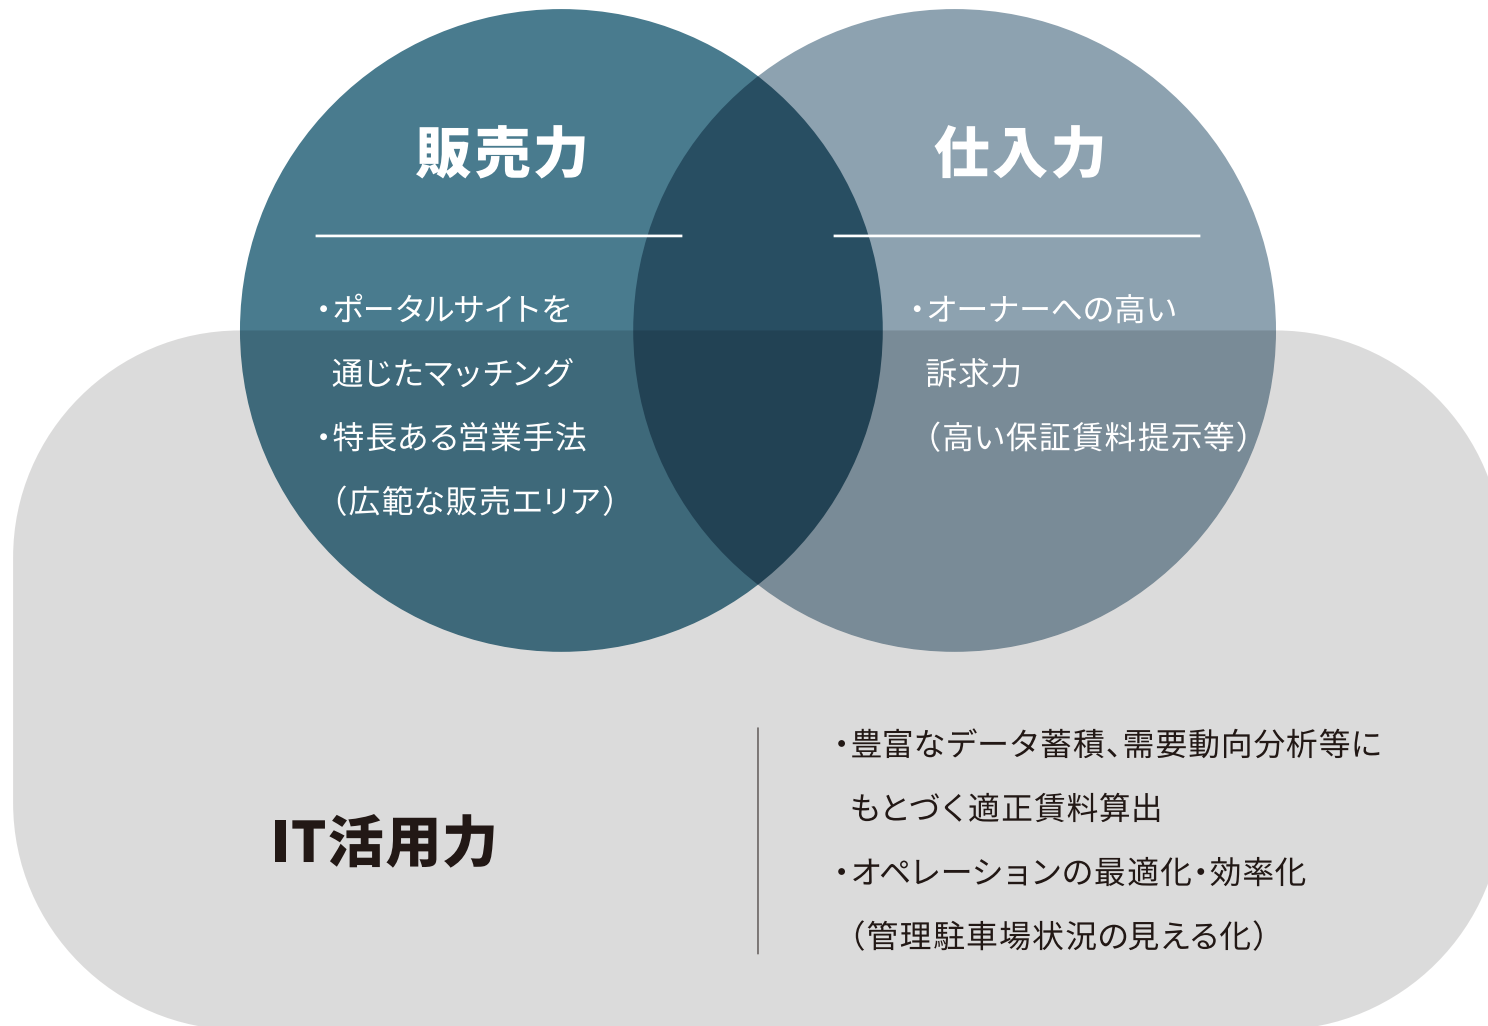 販売力
・ポータルサイトを
通じたマッチング
・特長ある営業手法
（広範な販売エリア）
仕入力
・オーナーへの高い
訴求力
（高い保証賃料提示等）
IT活用力
・豊富なデータ蓄積、需要動向分析等に
もとづく適正賃料算出
・オペレーションの最適化・効率化
（管理駐車場状況の見える化）